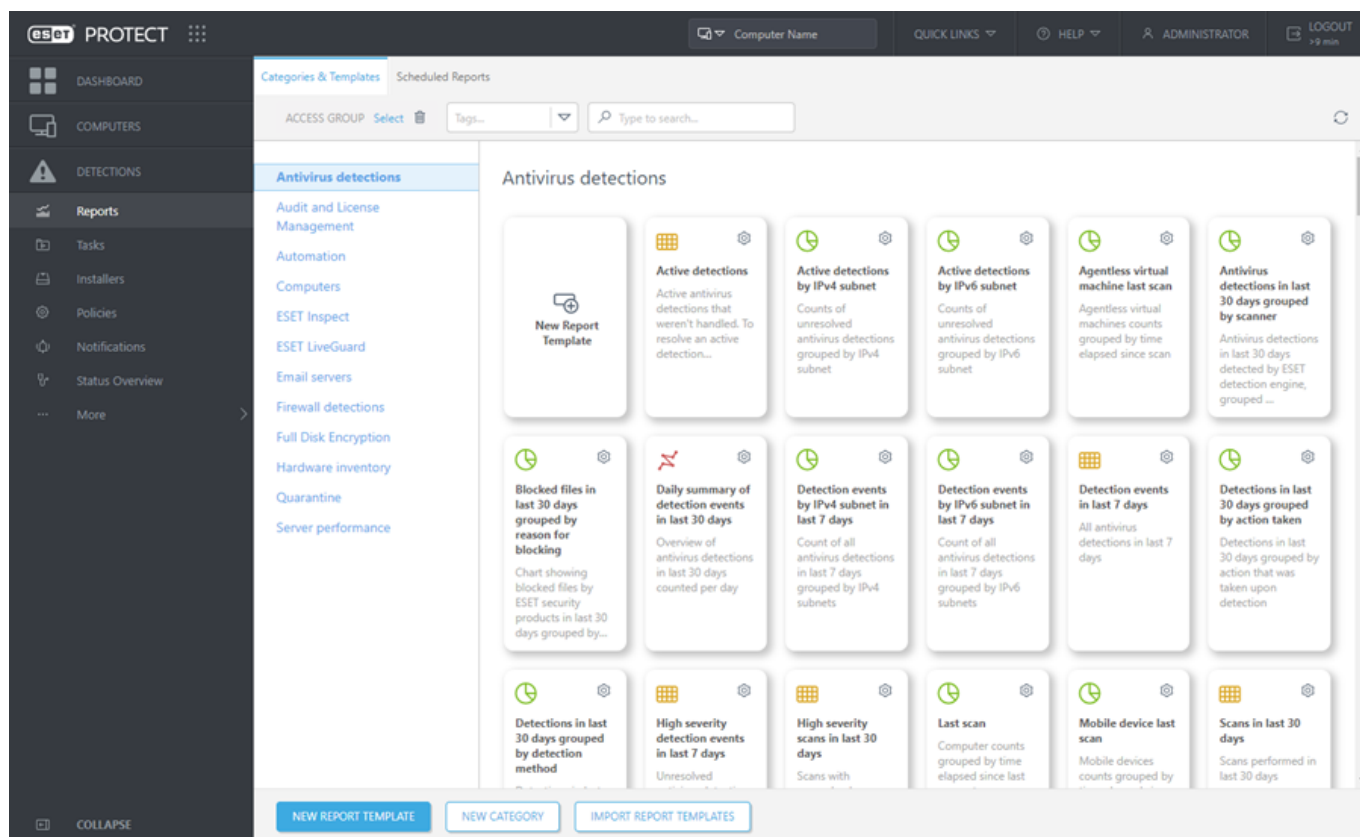 eset PROTECT
Computer Name
QUICK LINKS
HELP
ADMINISTRATOR
LOGOUT
>9 min
DASHBOARD
COMPUTERS
DETECTIONS
Reports
Tasks
Installers
Policies
Notifications
Status Overview
More
COLLAPSE
Categories & Templates
Scheduled Reports
ACCESS GROUP Select
Tags...
Type to search...
Antivirus detections
Audit and License
Management
Automation
Computers
ESET Inspect
ESET LiveGuard
Email servers
Firewall detections
Full Disk Encryption
Hardware inventory
Quarantine
Server performance
Antivirus detections
New Report
Template
Active detections
Active antivirus
detections that
weren't handled. To
resolve an active
detection...
Active detections
by IPv4 subnet
Counts of
unresolved
antivirus detections
grouped by IPv4
subnet
Active detections
by IPv6 subnet
Counts of
unresolved
antivirus detections
grouped by IPv6
subnet
Agentless virtual
machine last scan
Agentless virtual
machines counts
grouped by time
elapsed since scan
Antivirus
detections in last
30 days grouped
by scanner
Antivirus detections
in last 30 days
detected by ESET
detection engine,
grouped ...
Blocked files in
last 30 days
grouped by
reason for
blocking
Chart showing
blocked files by
ESET security
products in last 30
days grouped by...
Daily summary of
detection events
in last 30 days
Overview of
antivirus detections
in last 30 days
counted per day
Detection events
by IPv4 subnet in
last 7 days
Count of all
antivirus detections
in last 7 days
grouped by IPv4
subnets
Detection events
by IPv6 subnet in
last 7 days
Count of all
antivirus detections
in last 7 days
grouped by IPv6
subnets
Detection events
in last 7 days
All antivirus
detections in last 7
days
Detections in last
30 days grouped
by action taken
Detections in last
30 days grouped by
action that was
taken upon
detection
Detections in last
30 days grouped
by detection
method
High severity
detection events
in last 7 days
Unresolved
High severity
scans in last 30
days
Scans with
Last scan
Computer counts
grouped by time
elapsed since last
Mobile device last
scan
Mobile devices
counts grouped by
Scans in last 30
days
Scans performed in
last 30 days
NEW REPORT TEMPLATE
NEW CATEGORY
IMPORT REPORT TEMPLATES